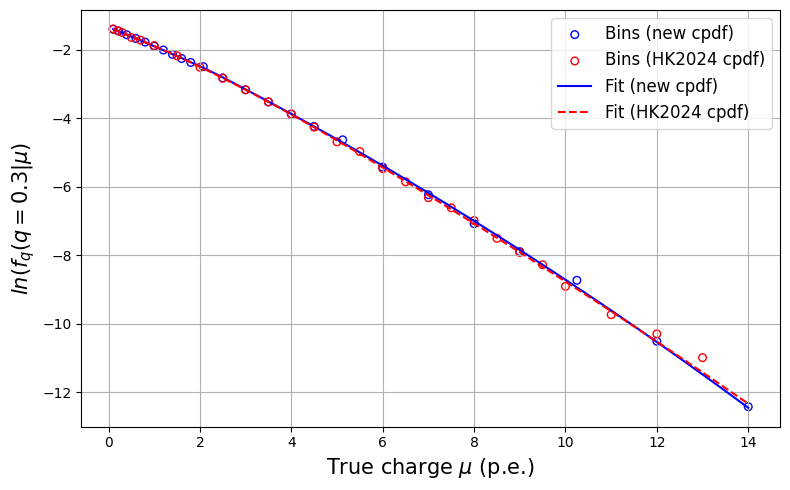 Bins (new cpdf)
Bins (HK2024 cpdf)
Fit (new cpdf)
Fit (HK2024 cpdf)
ln(f_q(q = 0.3|μ)
−2
−4
−6
−8
−10
−12
0 2 4 6 8 10 12 14
True charge μ (p.e.)